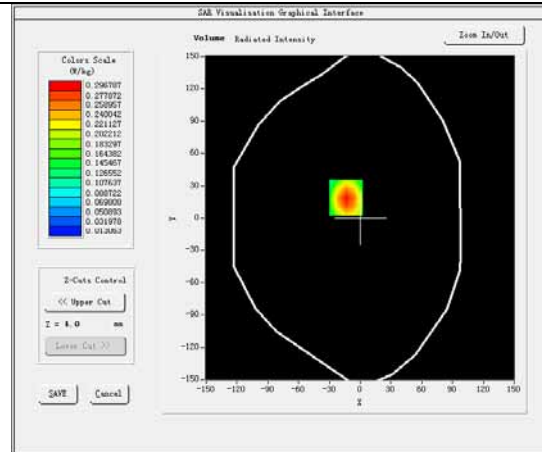 SAR Visualisation Graphical Interface
Volume Radiated Intensity
Zoom In/Out
Colors Scale
(W/kg)
0.296787
0.277872
0.258957
0.240042
0.221127
0.202212
0.183297
0.164382
0.145467
0.126552
0.107637
0.088722
0.069808
0.050893
0.031978
0.013063
Z-Cuts Control
<< Upper Cut
Z = 4.0 mm
Lower Cut >>
SAVE
Cancel
150
120
90
60
30
0
-30
-60
-90
-120
-150
Y
-150 -120 -90 -60 -30 0 30 60 90 120 150
X